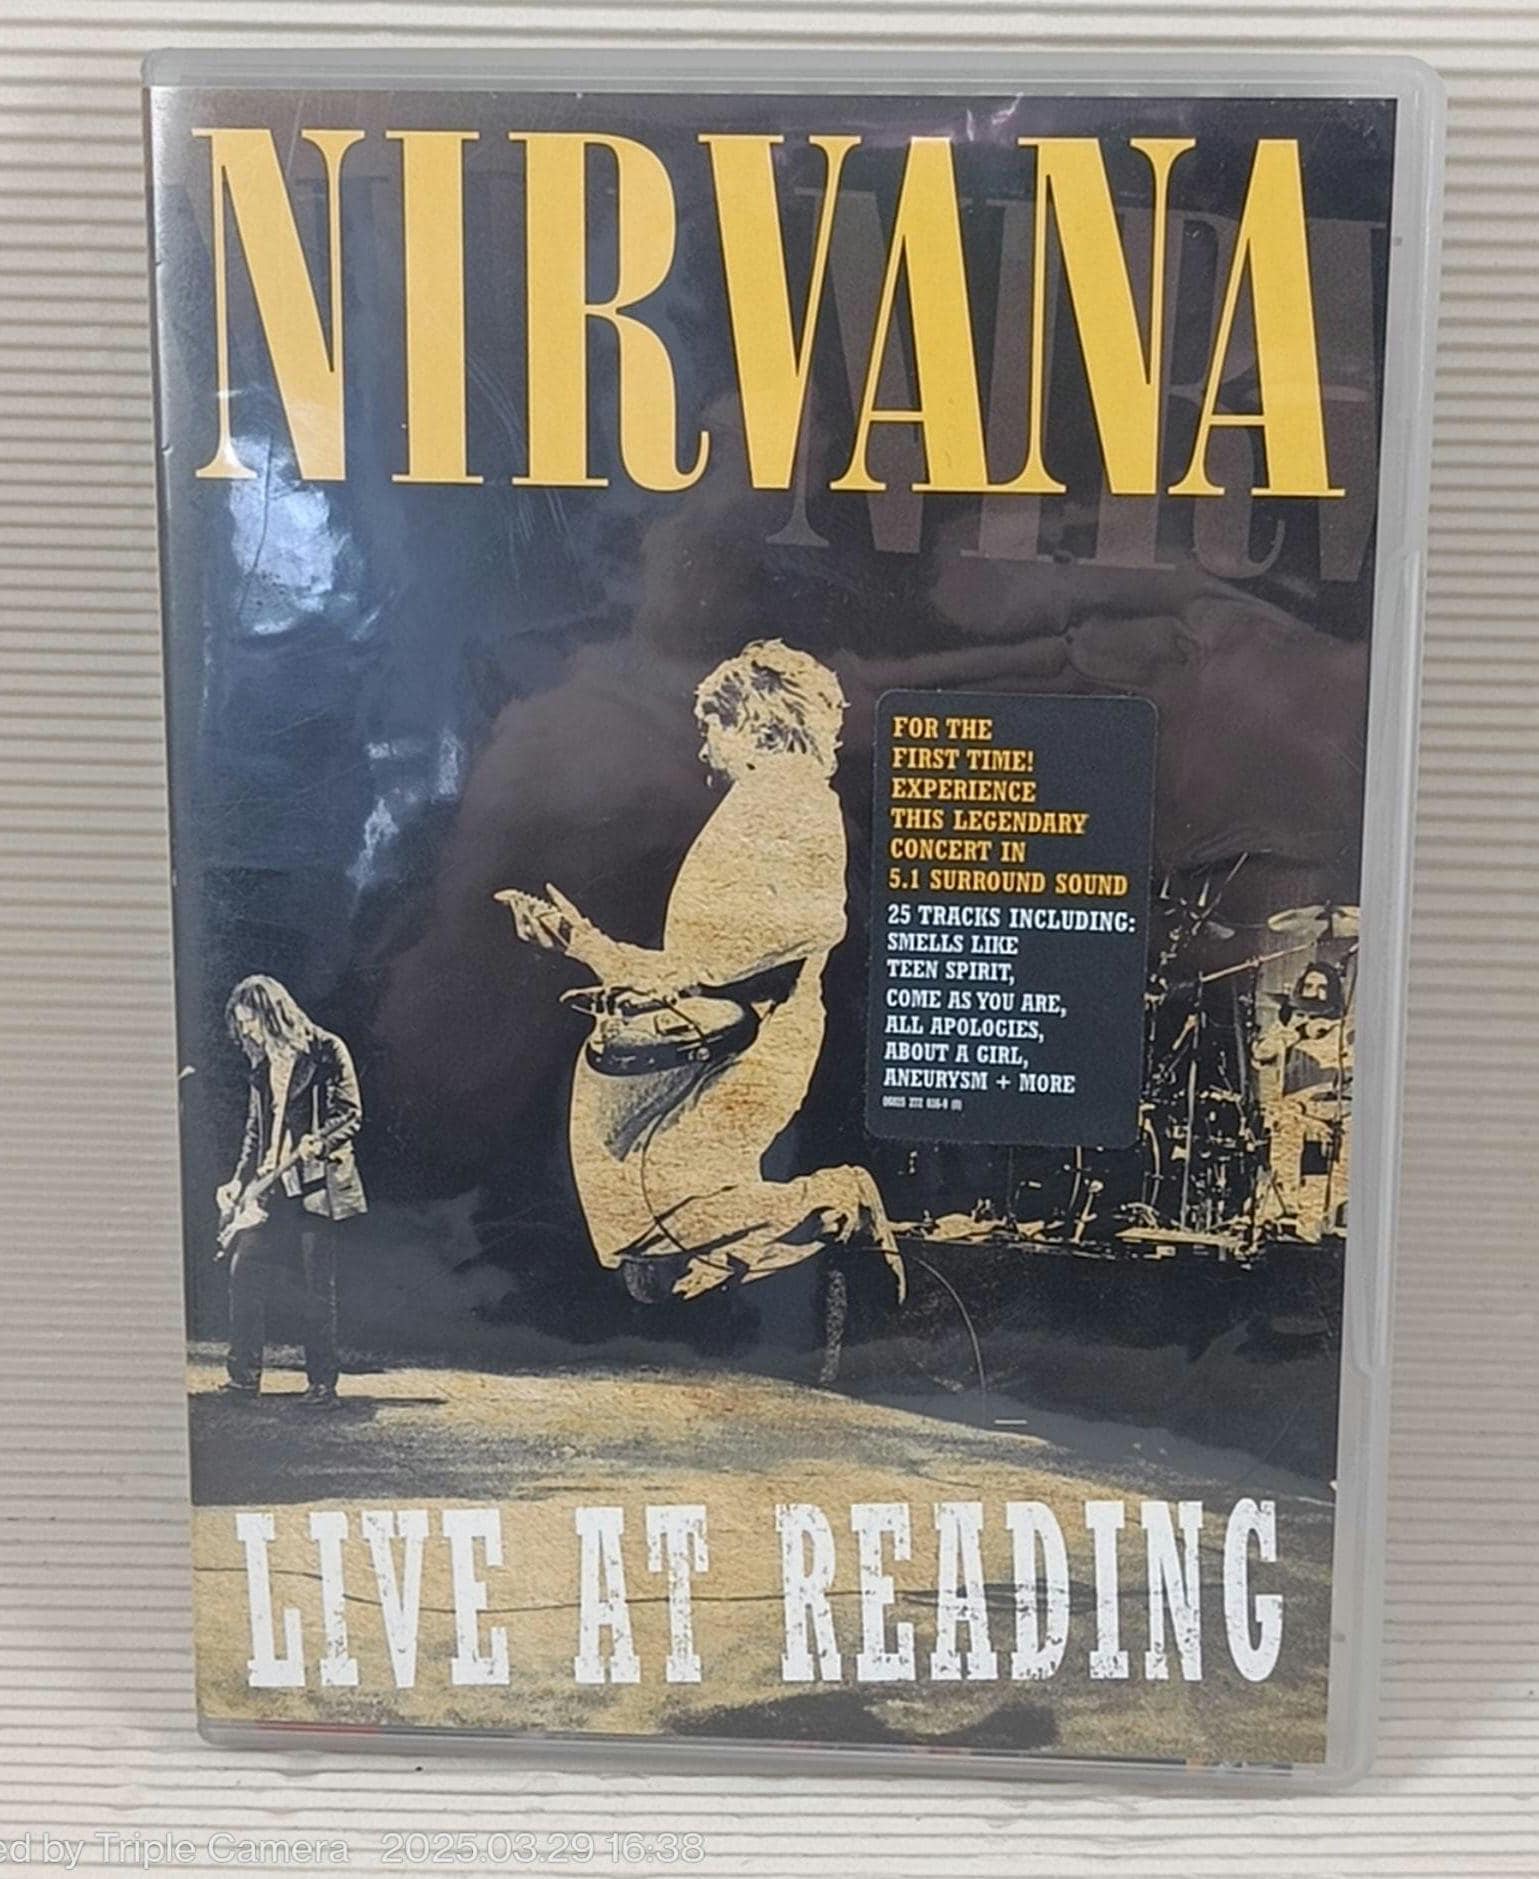 NIRVANA
FOR THE
FIRST TIME!
EXPERIENCE
THIS LEGENDARY
CONCERT IN
5.1 SURROUND SOUND
25 TRACKS INCLUDING:
SMELLS LIKE
TEEN SPIRIT,
COME AS YOU ARE,
ALL APOLOGIES,
ABOUT A GIRL,
ANEURYSM + MORE
LIVE AT READING
by Triple Camera 2025.03.29 16:38